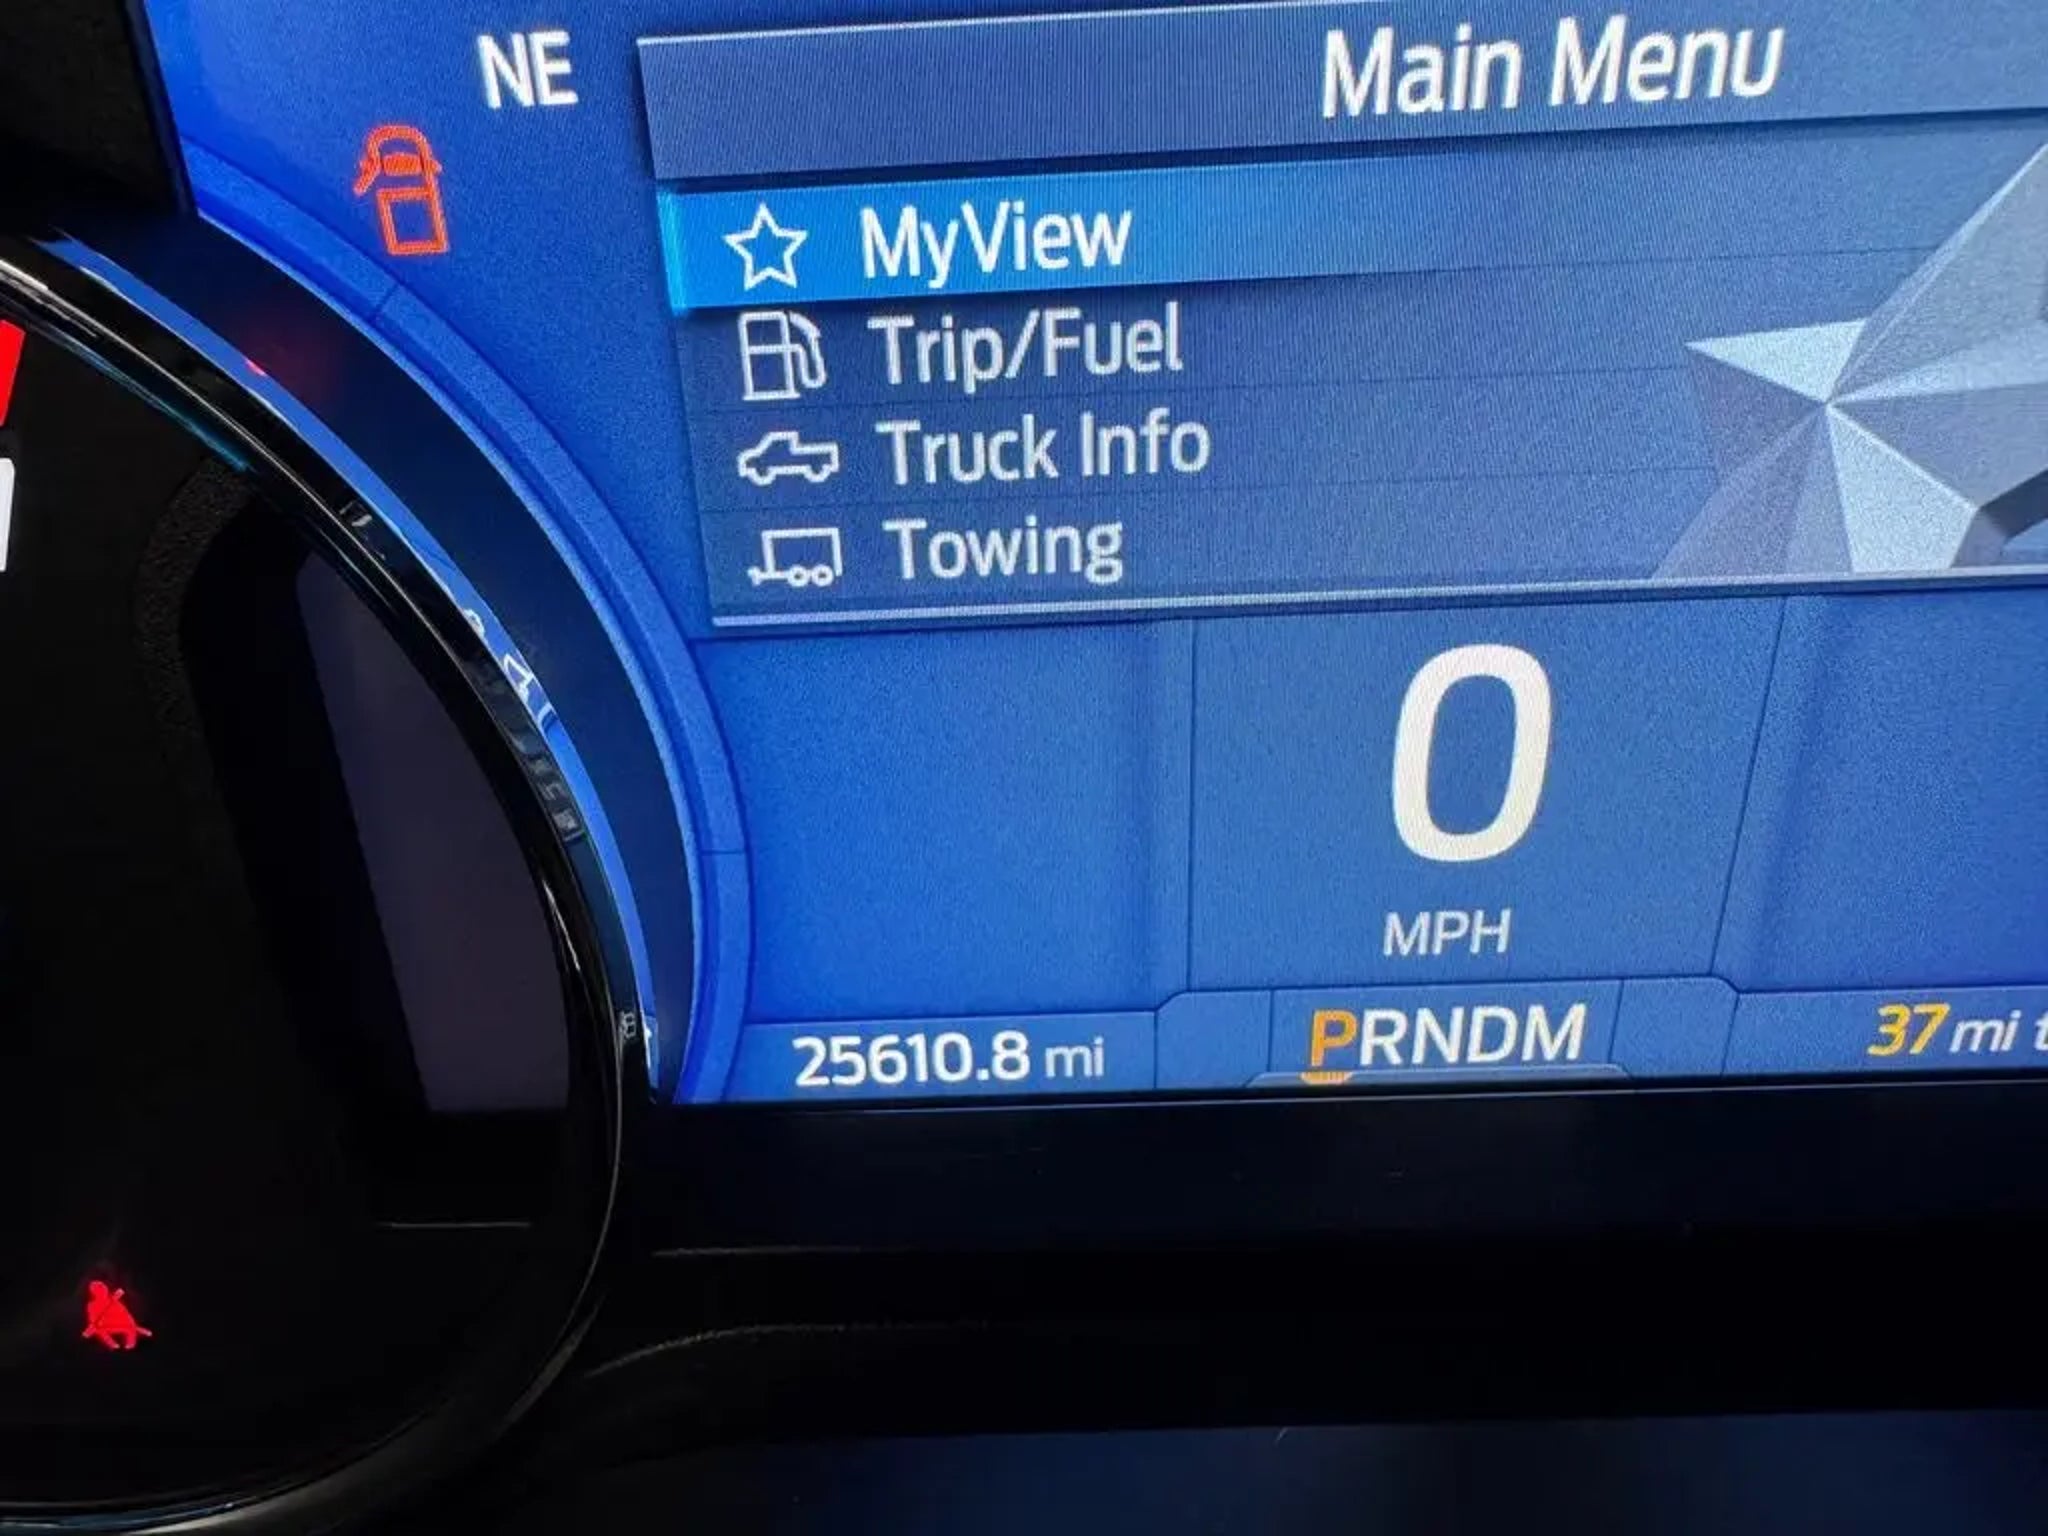 NE
Main Menu
MyView
Trip/Fuel
Truck Info
Towing
0
MPH
25610.8 mi
PRNDM
37 mi t